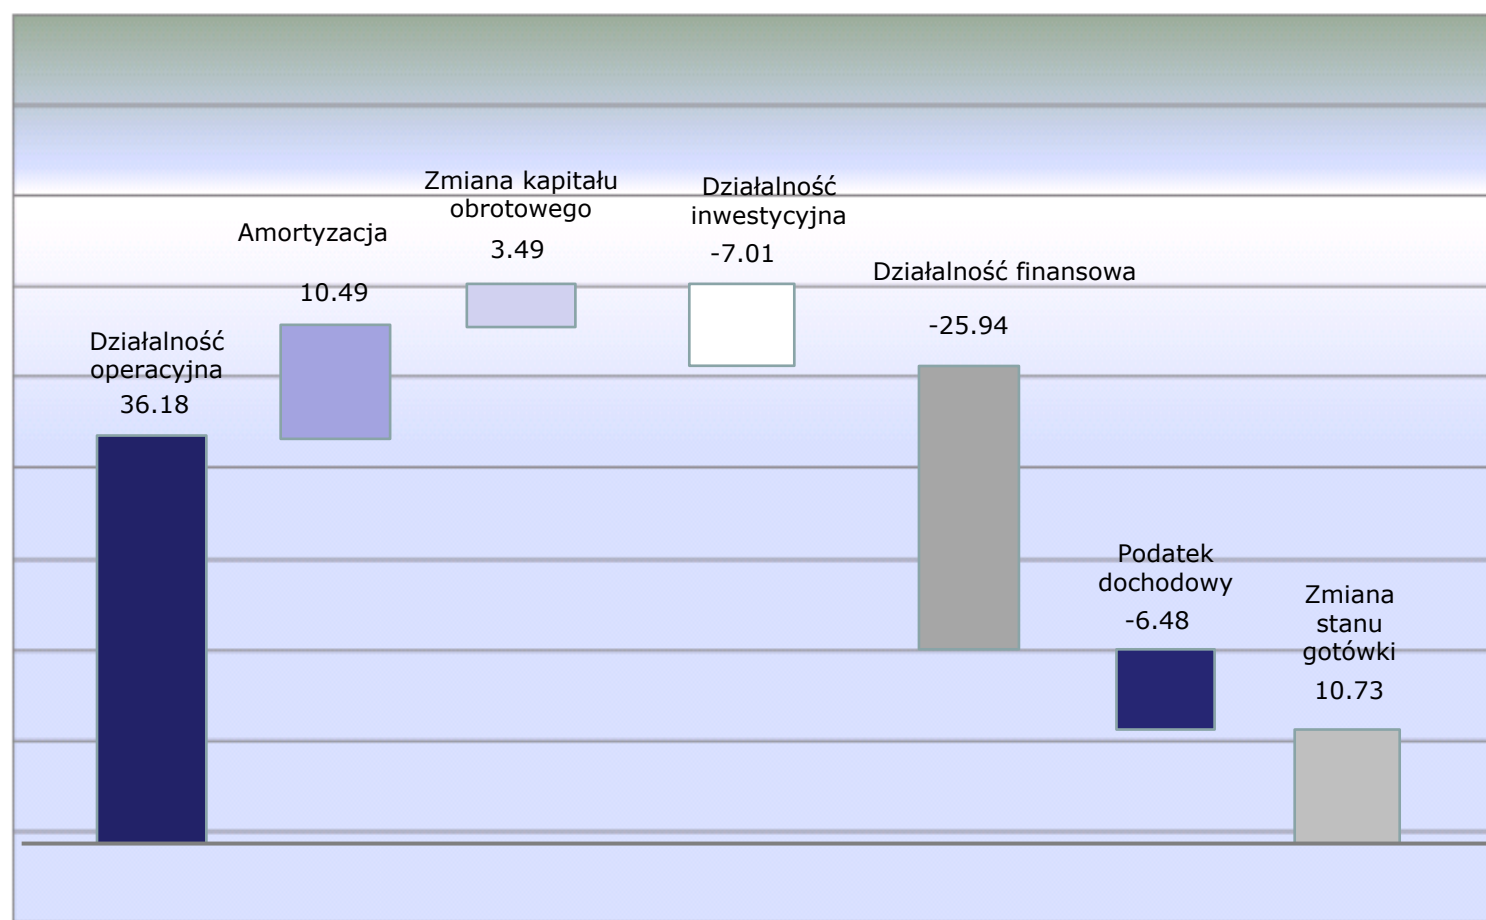 Działalność
operacyjna
36.18
Amortyzacja
10.49
Zmiana kapitału
obrotowego
3.49
Działalność
inwestycyjna
-7.01
Działalność finansowa
-25.94
Podatek
dochodowy
-6.48
Zmiana
stanu
gotówki
10.73